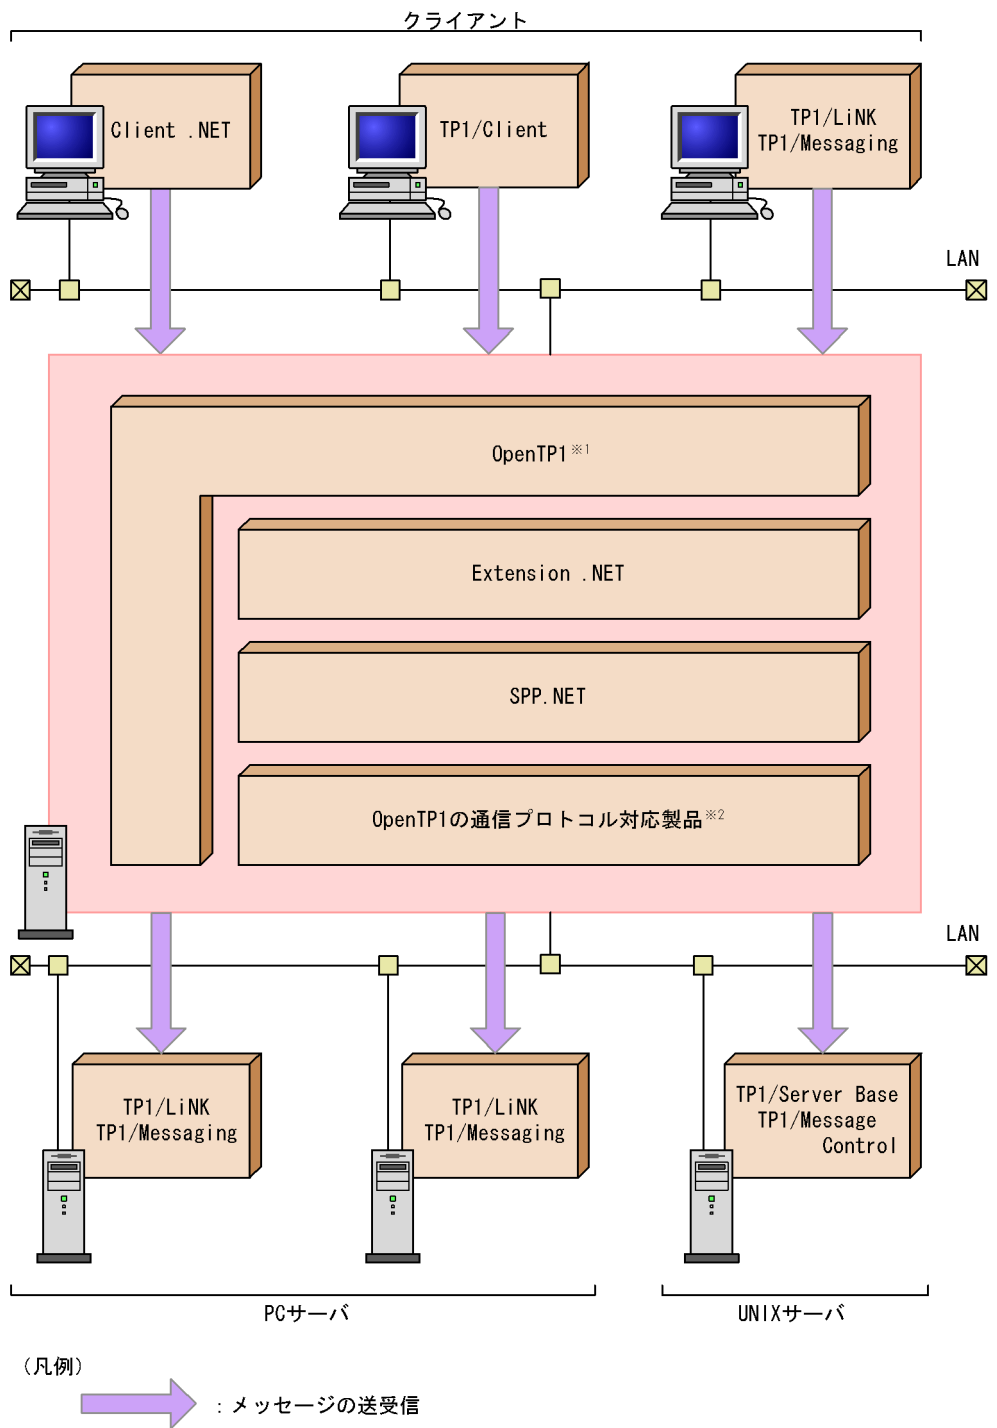 クライアント
Client .NET
TP1/Client
TP1/LiNK
TP1/Messaging
LAN
OpenTP1※1
Extension .NET
SPP.NET
OpenTP1の通信プロトコル対応製品※2
LAN
TP1/LiNK
TP1/Messaging
TP1/LiNK
TP1/Messaging
TP1/Server Base
TP1/Message
Control
PCサーバ
UNIXサーバ
(凡例)
：メッセージの送受信